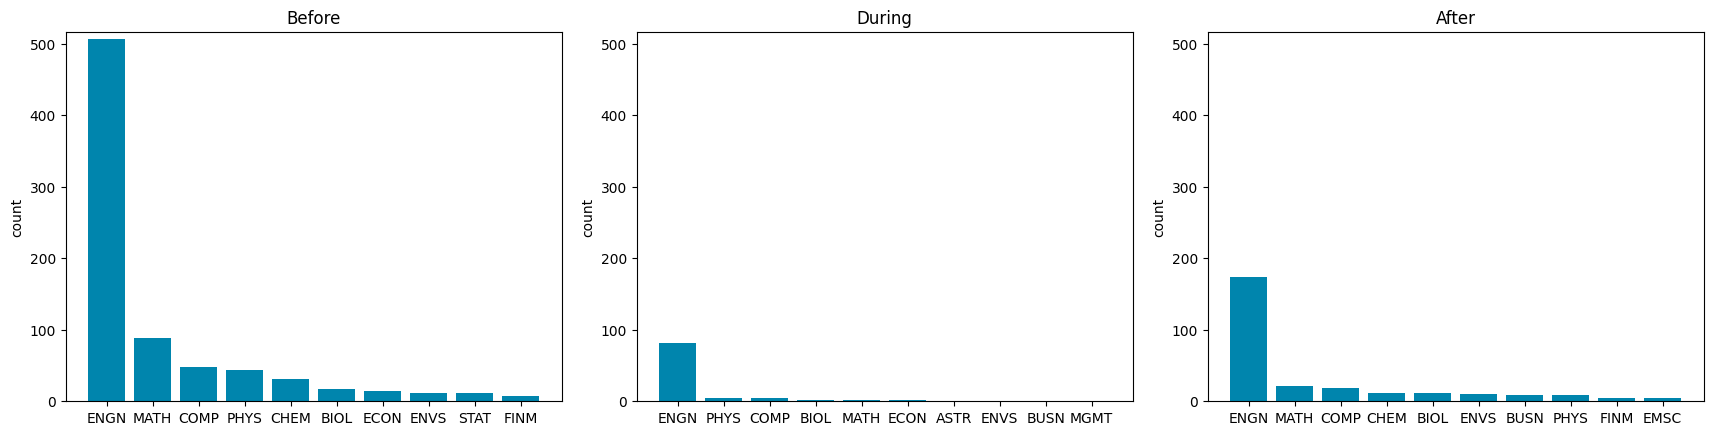 Before
500
400
300
200
100
0
count
ENGN MATH COMP PHYS CHEM BIOL ECON ENVS STAT FINM
During
500
400
300
200
100
0
count
ENGN PHYS COMP BIOL MATH ECON ASTR ENVS BUSN MGMT
After
500
400
300
200
100
0
count
ENGN MATH COMP CHEM BIOL ENVS BUSN PHYS FINM EMSC